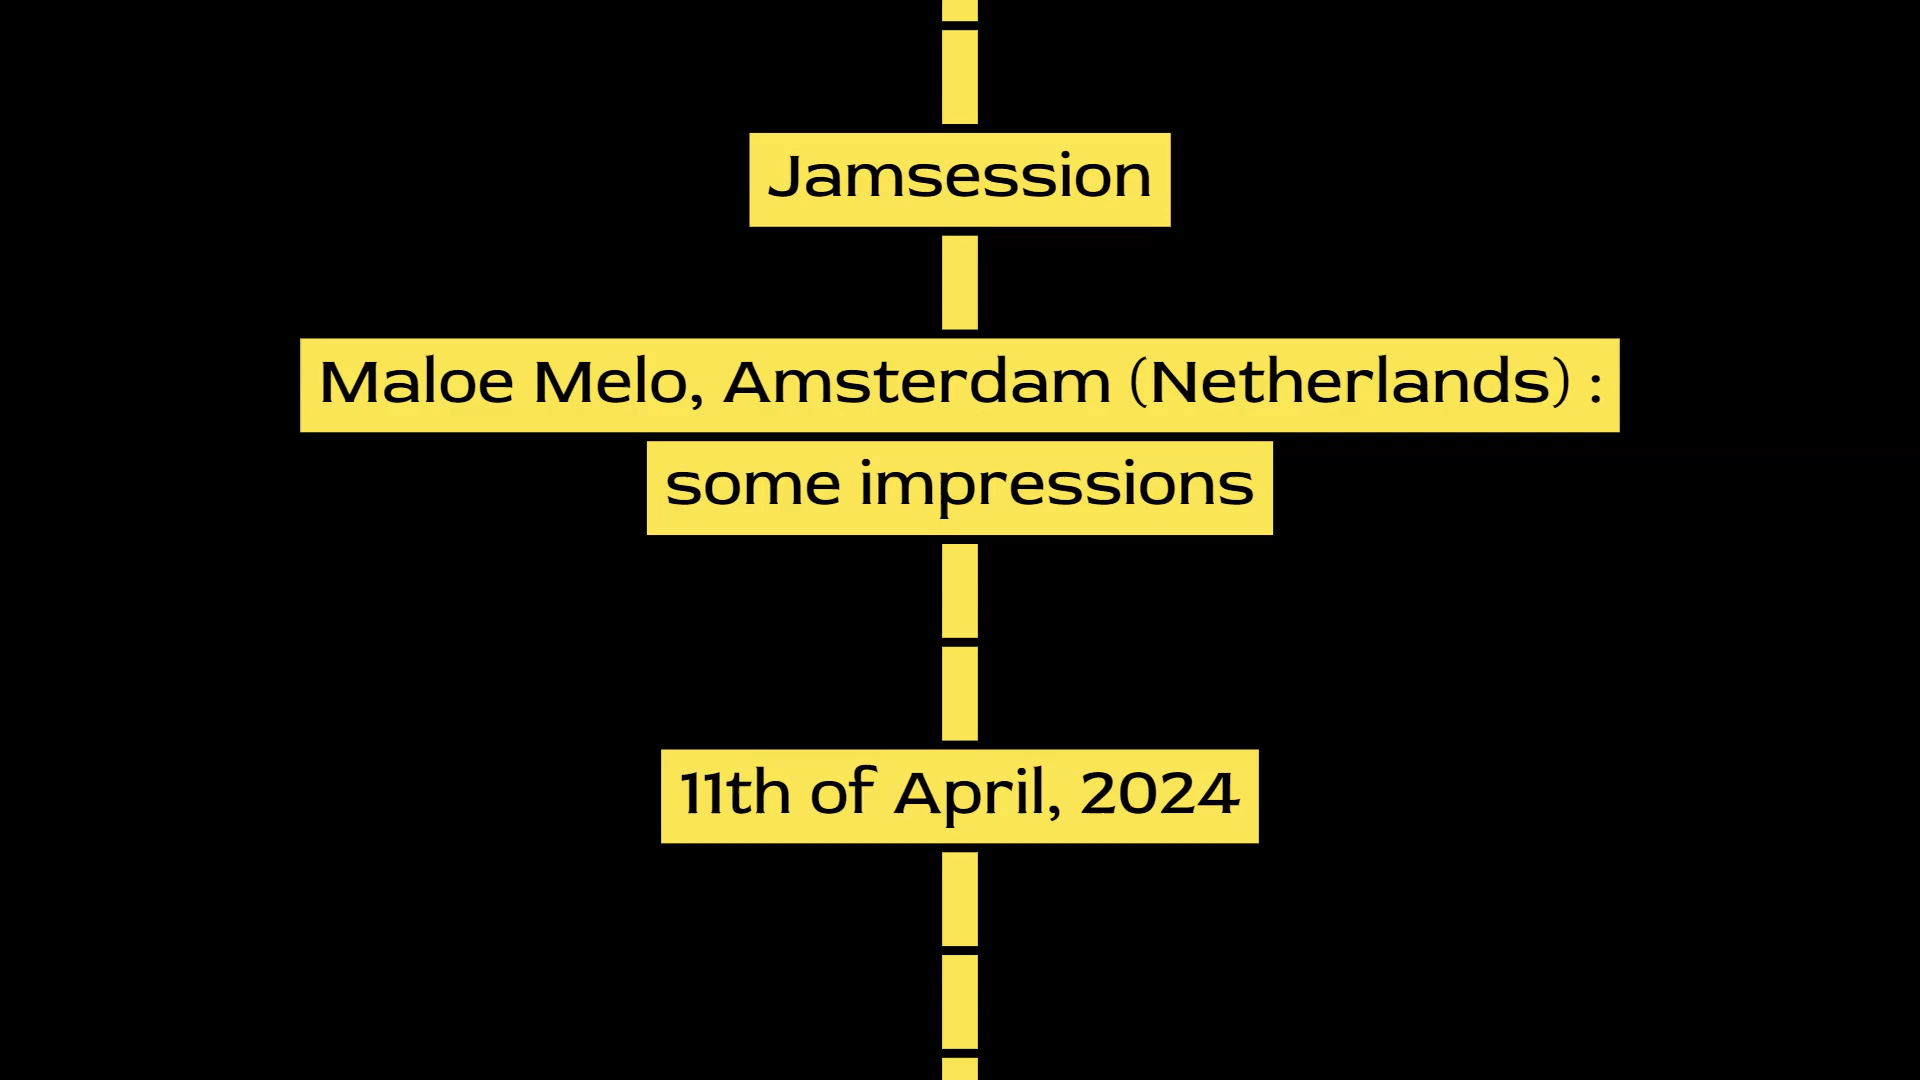 Jamsession
Maloe Melo, Amsterdam (Netherlands) :
some impressions
11th of April, 2024